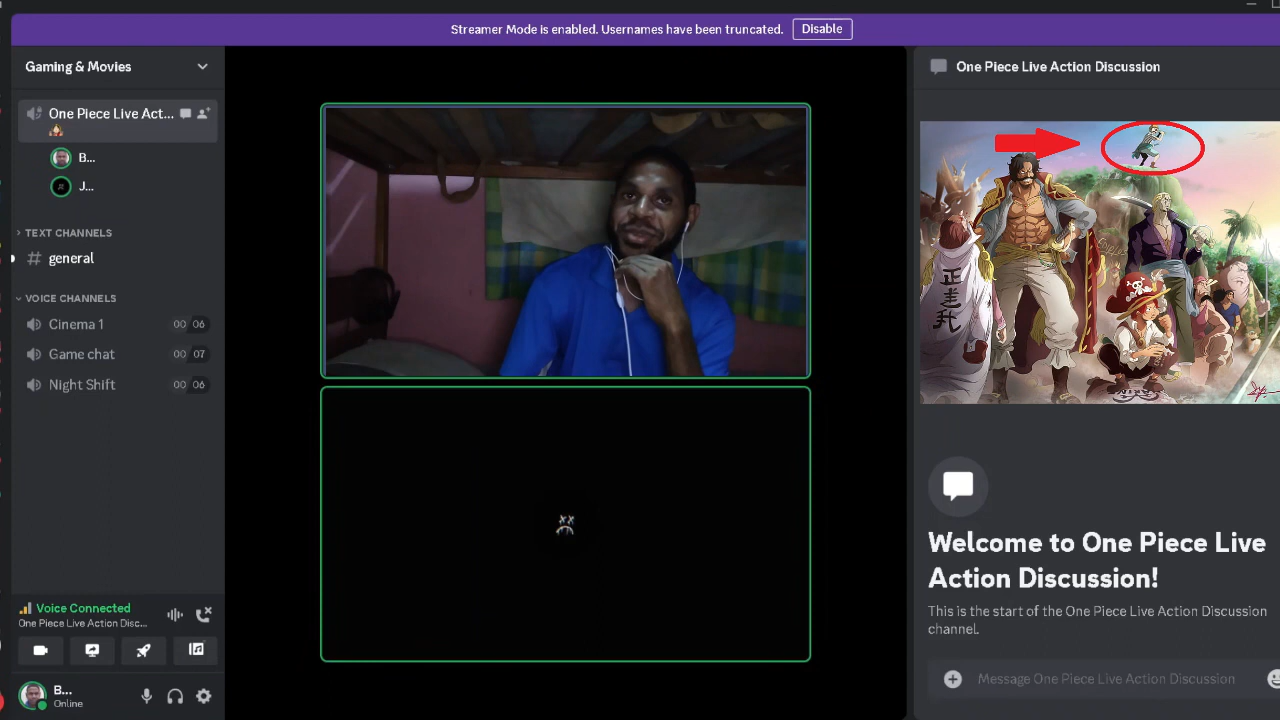 Streamer Mode is enabled. Usernames have been truncated. Disable
Gaming & Movies
One Piece Live Act...
🔥
B...
J...
TEXT CHANNELS
# general
VOICE CHANNELS
Cinema 1 00 06
Game chat 00 07
Night Shift 00 06
Voice Connected
One Piece Live Action Disc...
B...
Online
One Piece Live Action Discussion
正
Welcome to One Piece Live
Action Discussion!
This is the start of the One Piece Live Action Discussion
channel.
Message One Piece Live Action Discussion